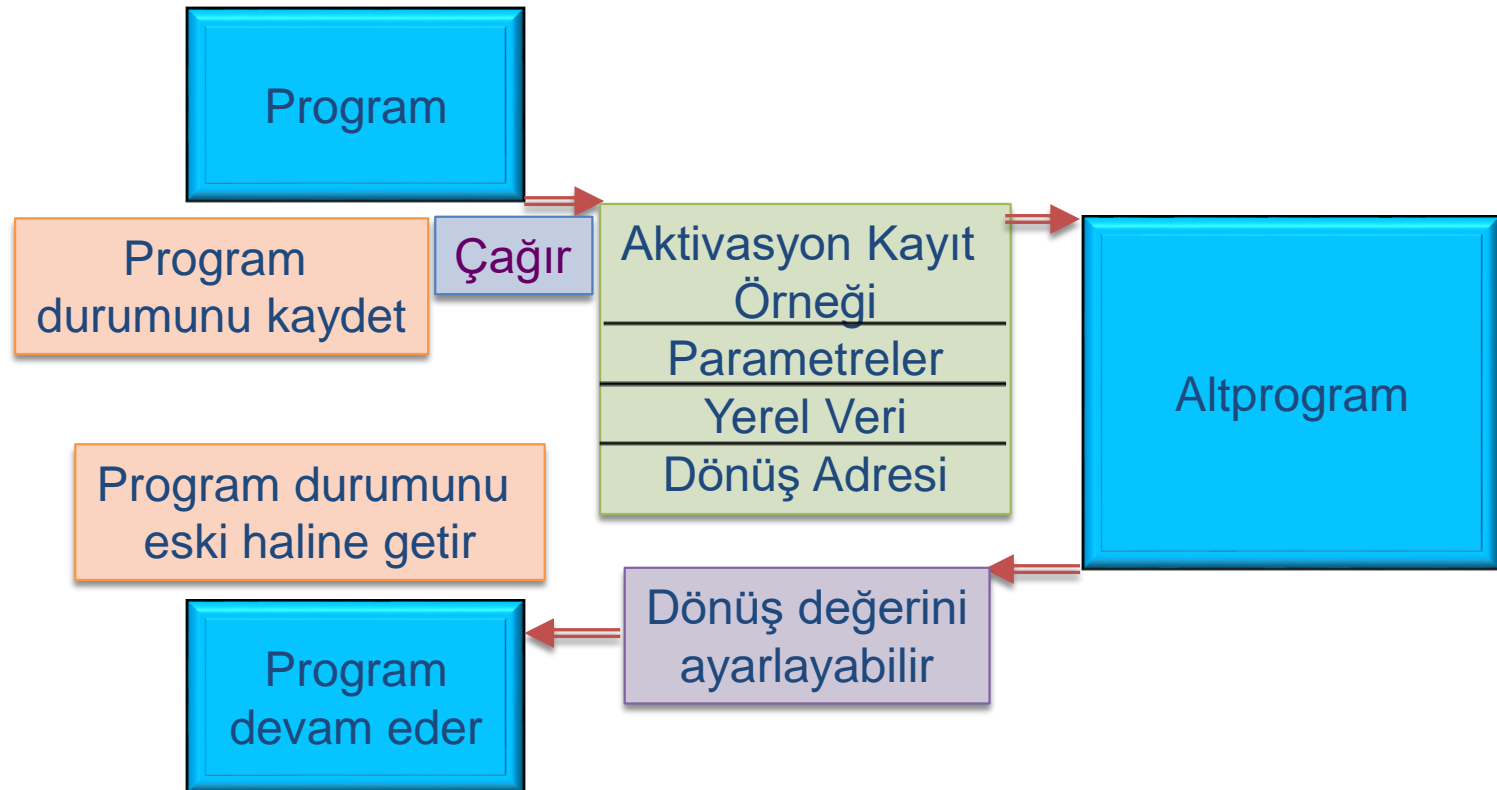 Program
Program
durumunu kaydet
Çağır
Aktivasyon Kayıt
Örneği
Parametreler
Yerel Veri
Dönüş Adresi
Altprogram
Program durumunu
eski haline getir
Dönüş değerini
ayarlayabilir
Program
devam eder